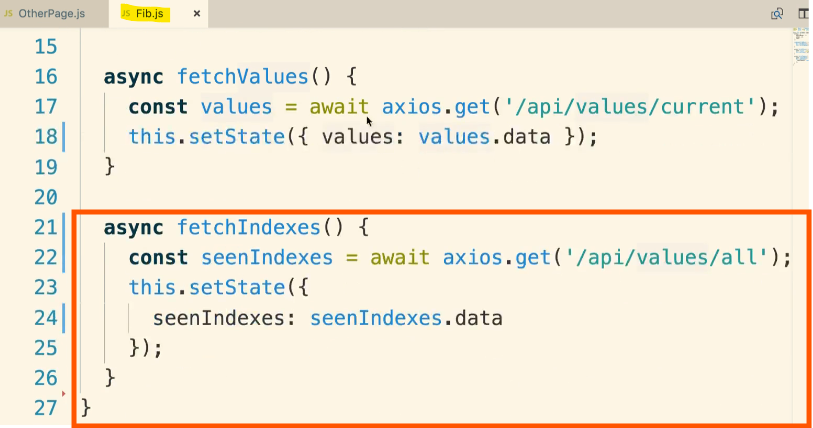 JS OtherPage.js
JS Fib.js ×
15
16 async fetchValues() {
17 const values = await axios.get('/api/values/current');
18 this.setState({ values: values.data });
19 }
20
21 async fetchIndexes() {
22 const seenIndexes = await axios.get('/api/values/all');
23 this.setState({
24 seenIndexes: seenIndexes.data
25 });
26 }
27 }